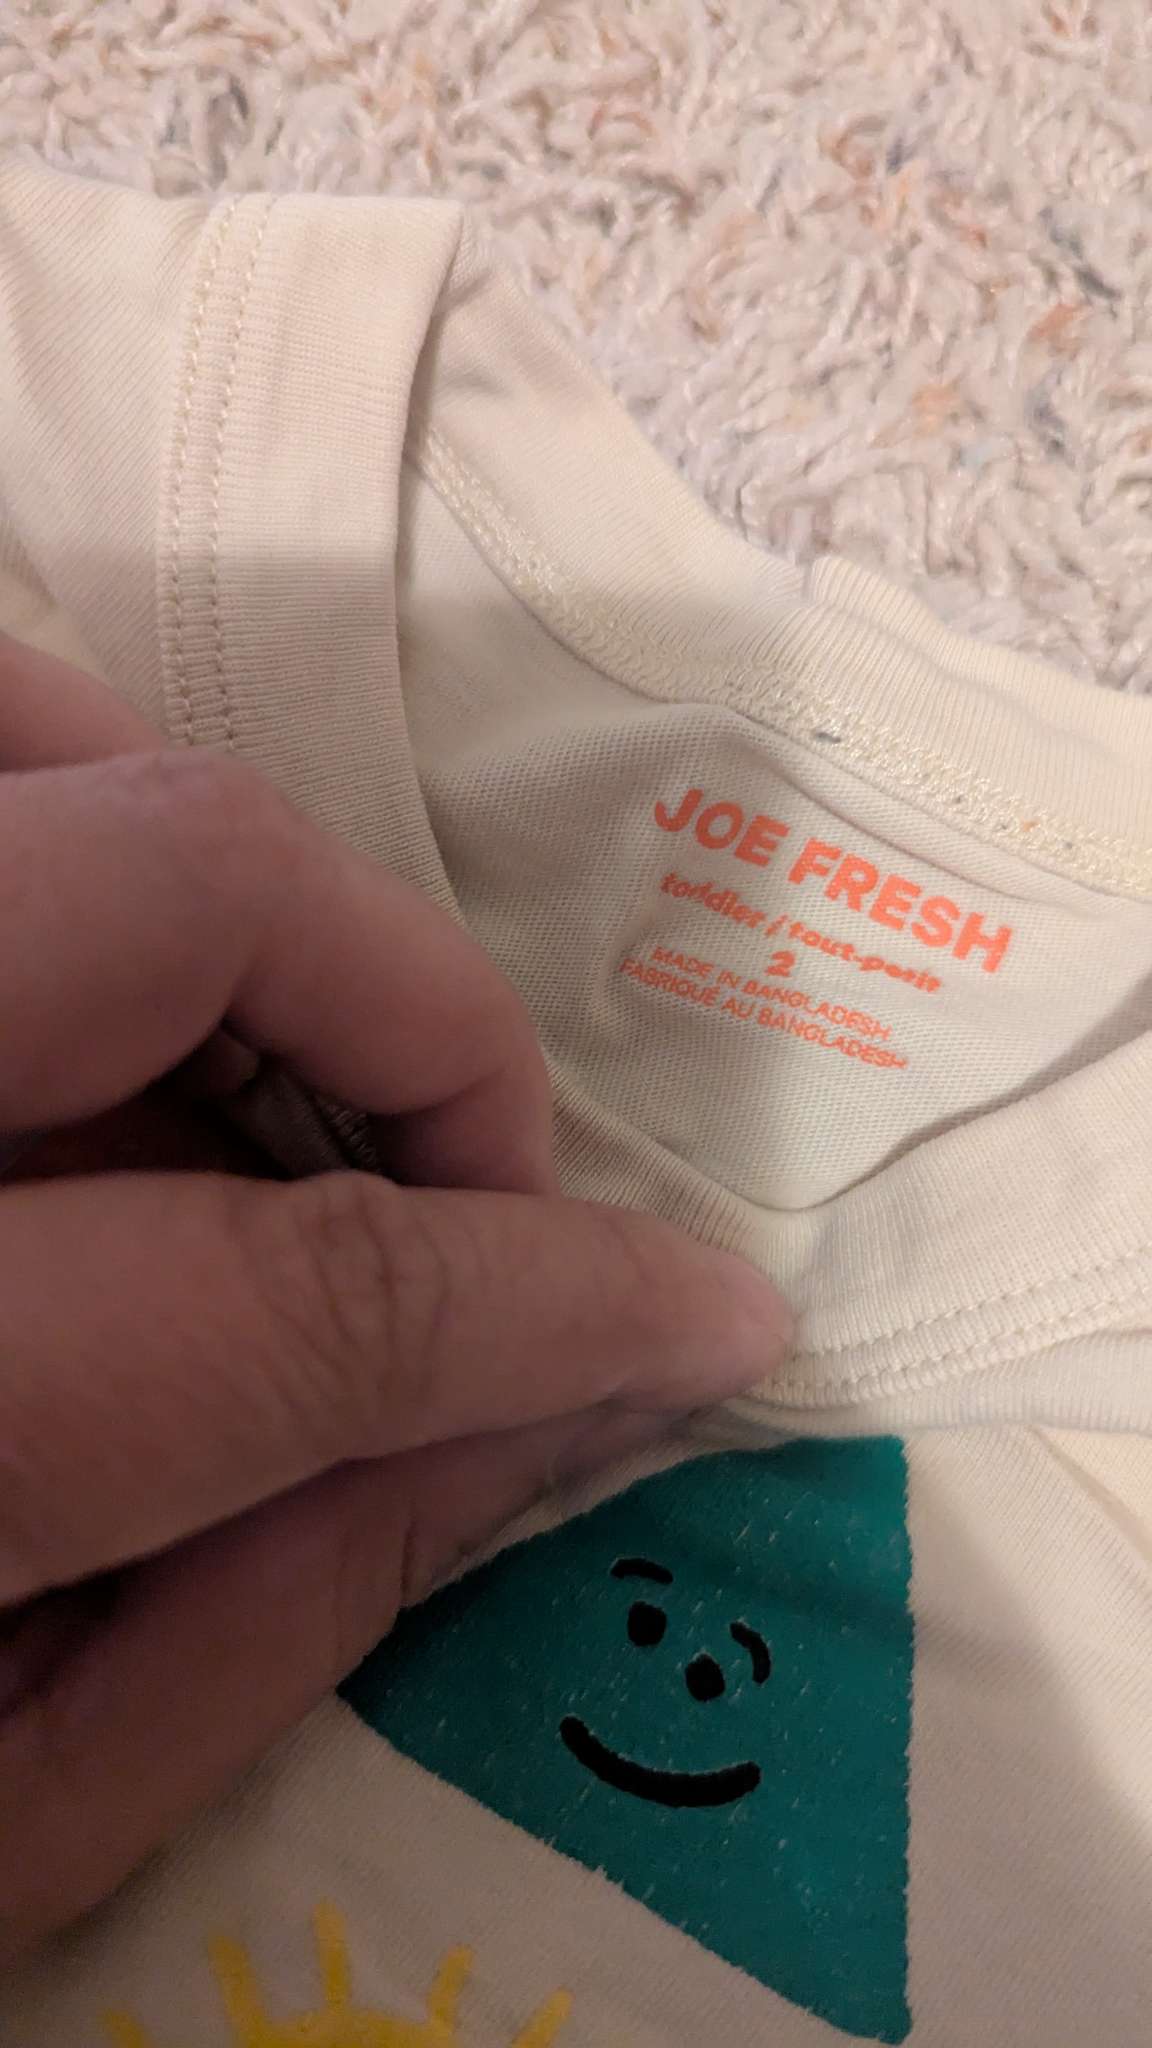 JOE FRESH
toddler / tout-petit
2
MADE IN BANGLADESH
FABRIQUÉ AU BANGLADESH